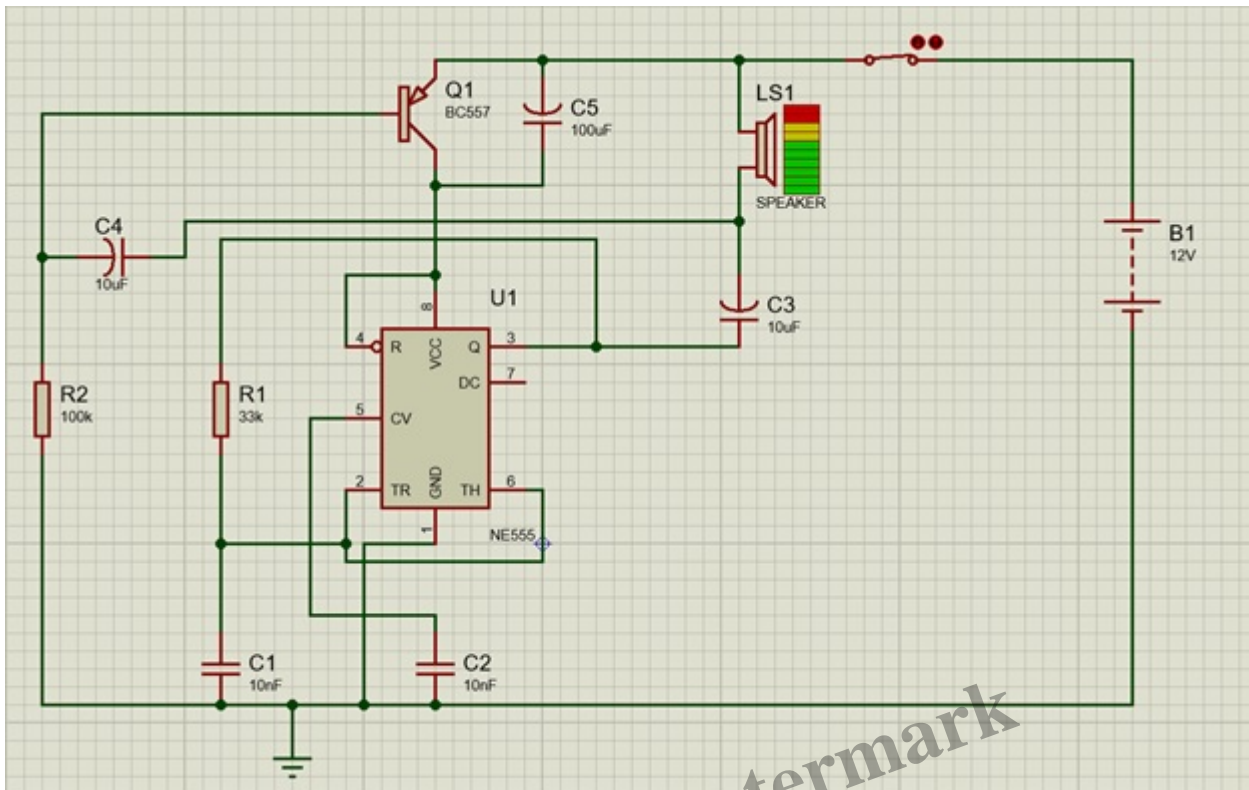 Q1
BC557
C5
100uF
LS1
SPEAKER
B1
12V
C4
10uF
U1
C3
10uF
8
VCC
4
R
Q
3
DC
7
R2
100k
R1
33k
5
CV
2
TR
GND
TH
6
1
NE555
C1
10nF
C2
10nF